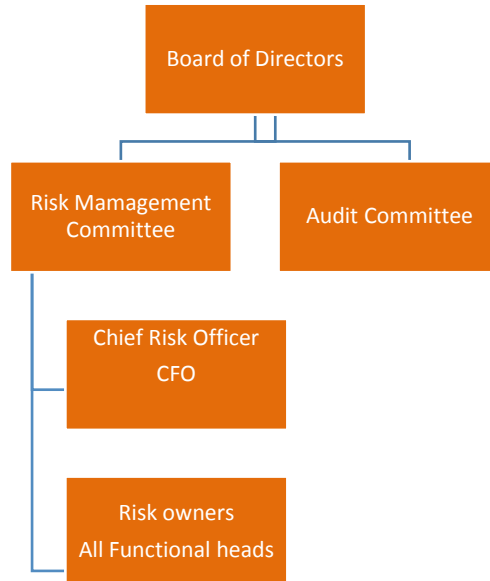 Board of Directors
Risk Mamagement
Committee
Audit Committee
Chief Risk Officer
CFO
Risk owners
All Functional heads